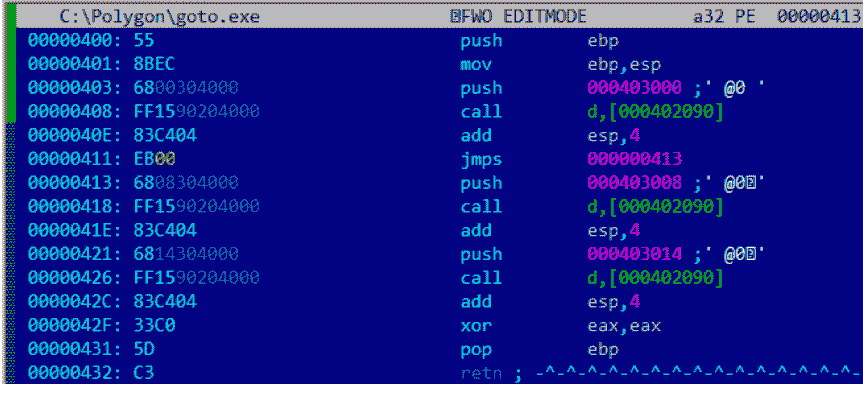 C:\Polygon\goto.exe FWO EDITMODE a32 PE 00000413
00000400: 55 push ebp
00000401: 8BEC mov ebp,esp
00000403: 6800304000 push 000403000 ;' @0 '
00000408: FF1590204000 call d,[000402090]
0000040E: 83C404 add esp,4
00000411: EB00 jmps 000000413
00000413: 6808304000 push 000403008 ;' @0'
00000418: FF1590204000 call d,[000402090]
0000041E: 83C404 add esp,4
00000421: 6814304000 push 000403014 ;' @0'
00000426: FF1590204000 call d,[000402090]
0000042C: 83C404 add esp,4
0000042F: 33C0 xor eax,eax
00000431: 5D pop ebp
00000432: C3 retn ; -^-^-^-^-^-^-^-^-^-^-^-^-^-^-^-